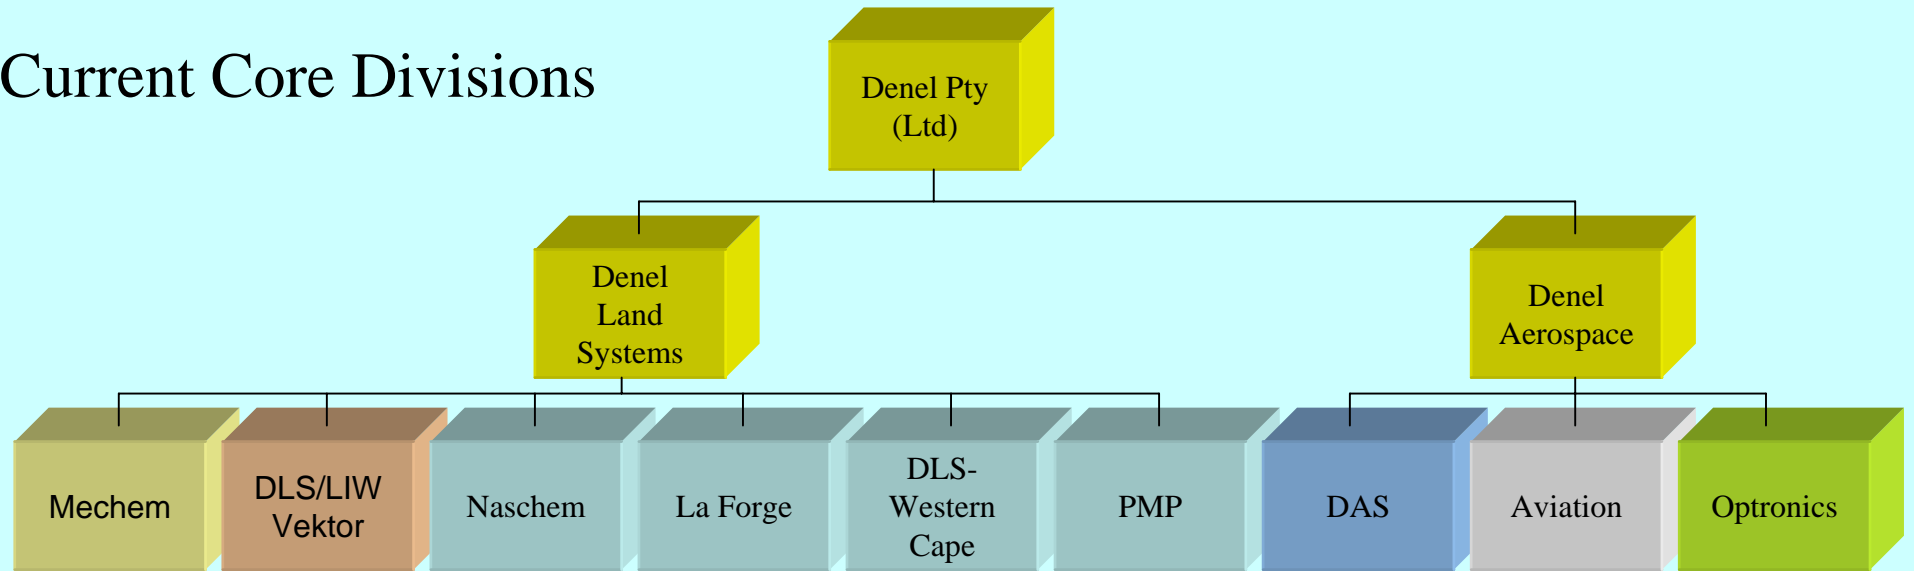 Current Core Divisions
Denel Pty
(Ltd)
Denel
Land
Systems
Denel
Aerospace
Mechem
DLS/LIW
Vektor
Naschem
La Forge
DLS-
Western
Cape
PMP
DAS
Aviation
Optronics